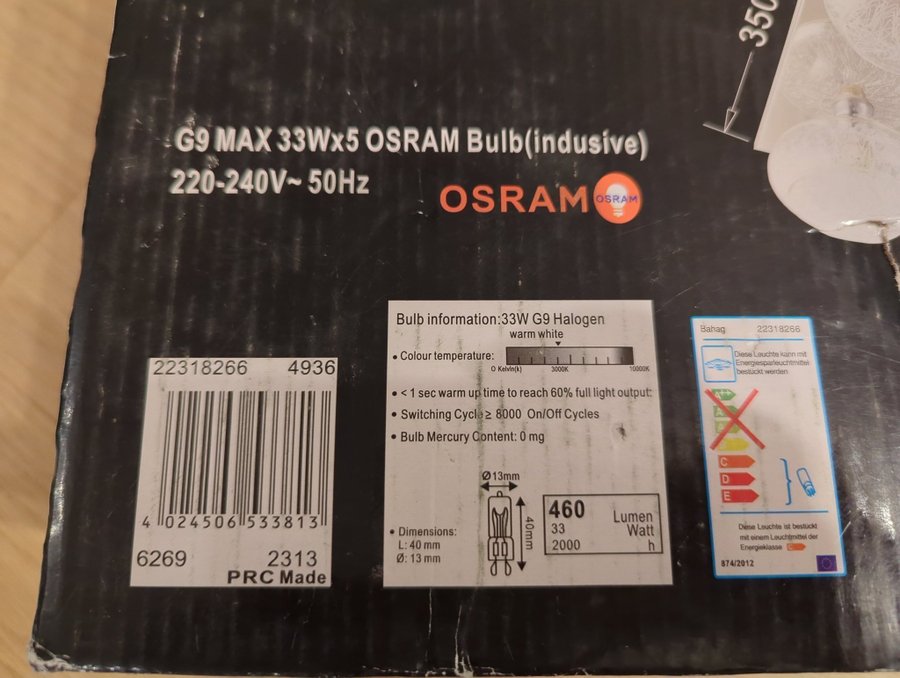 350
G9 MAX 33Wx5 OSRAM Bulb(indusive)
220-240V~ 50Hz
OSRAM
OSRAM
22318266 4936
4 024506 533813
6269 2313
PRC Made
Bulb information:33W G9 Halogen
warm white
• Colour temperature:
0 Kelvin(k) 3000K 10000K
• < 1 sec warm up time to reach 60% full light output:
• Switching Cycle ≥ 8000 On/Off Cycles
• Bulb Mercury Content: 0 mg
Ø13mm
40mm
• Dimensions:
L: 40 mm
Ø: 13 mm
460 Lumen
33 Watt
2000 h
Bahag 22318266
Diese Leuchte kann mit
Energiesparleuchtmittel
bestückt werden
A++
A+
A
B
C
D
E
Diese Leuchte ist bestückt
mit einem Leuchtmittel der
Energieklasse C
874/2012